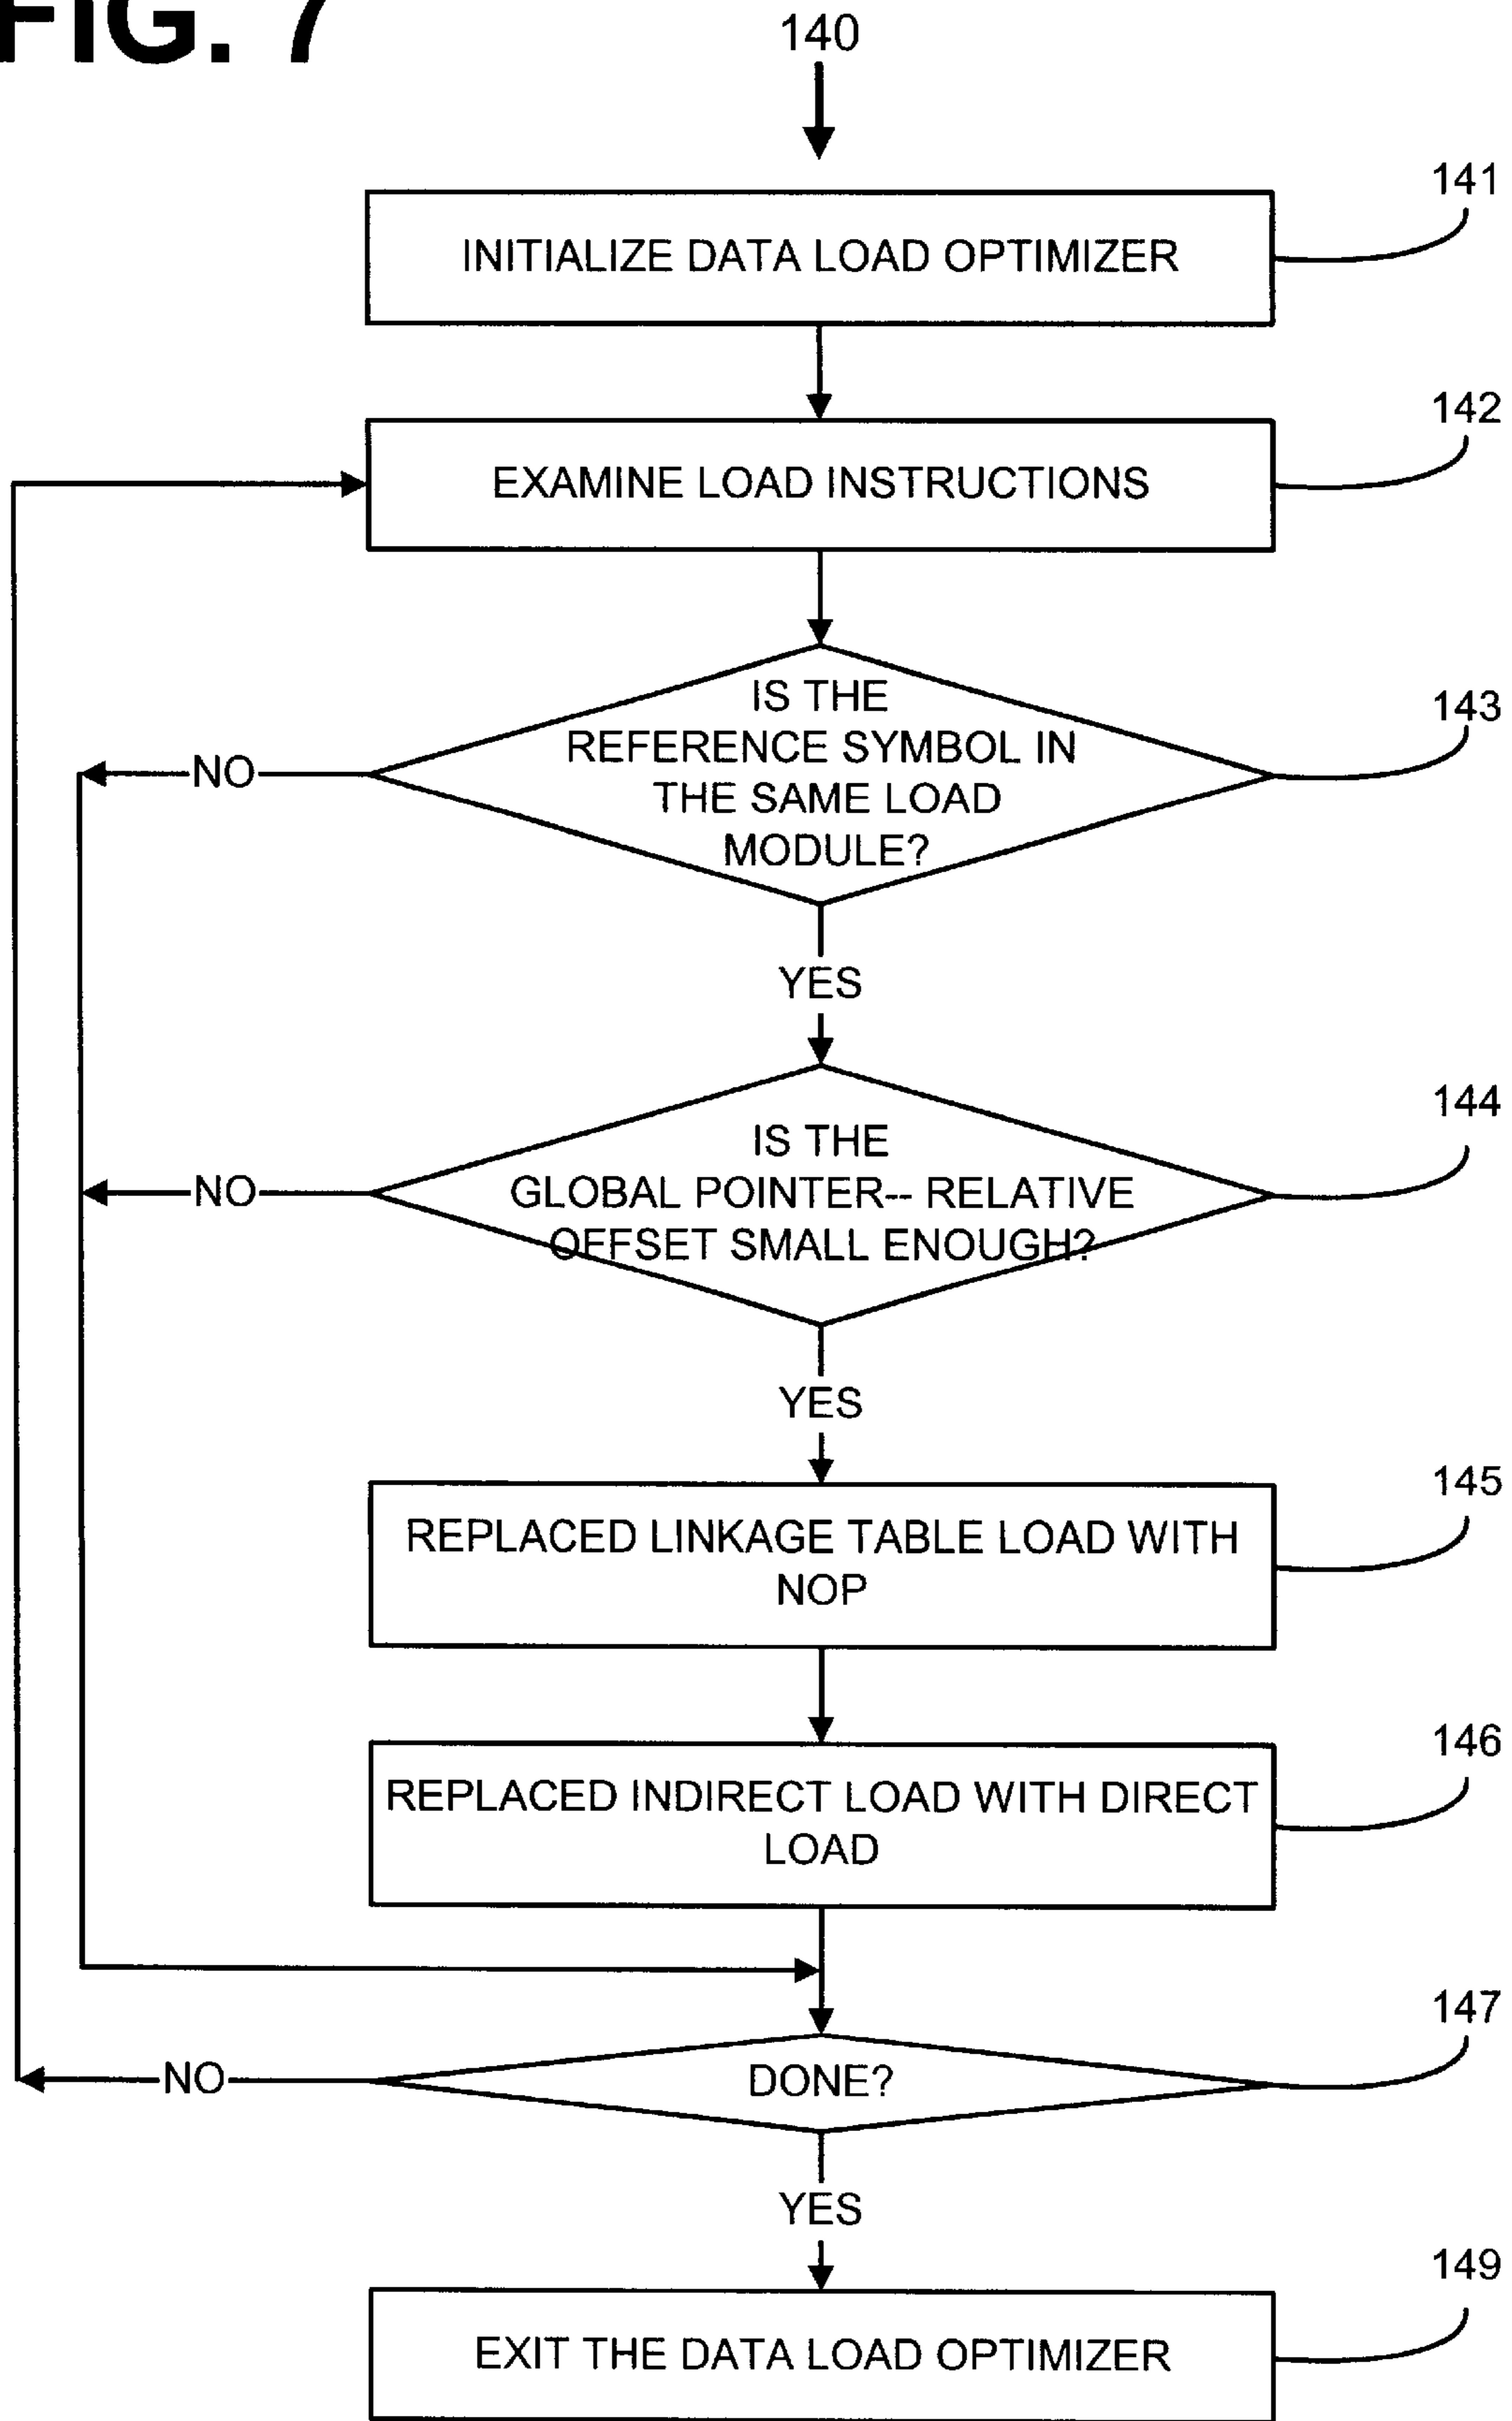 FIG. 7
140
141
INITIALIZE DATA LOAD OPTIMIZER
142
EXAMINE LOAD INSTRUCTIONS
143
IS THE
REFERENCE SYMBOL IN
THE SAME LOAD
MODULE?
NO
YES
144
IS THE
GLOBAL POINTER-- RELATIVE
OFFSET SMALL ENOUGH?
NO
YES
145
REPLACED LINKAGE TABLE LOAD WITH
NOP
146
REPLACED INDIRECT LOAD WITH DIRECT
LOAD
147
DONE?
NO
YES
149
EXIT THE DATA LOAD OPTIMIZER